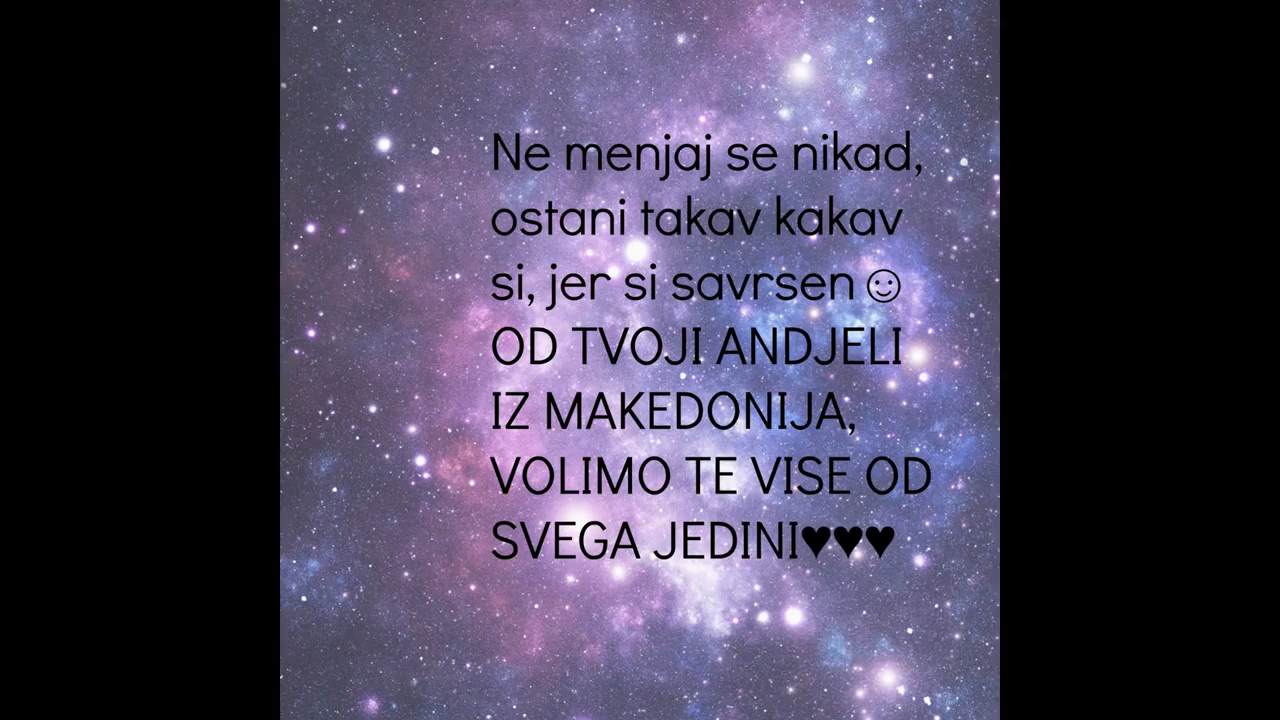 Ne menjaj se nikad,
ostani takav kakav
si, jer si savrsen☺
OD TVOJI ANDJELI
IZ MAKEDONIJA,
VOLIMO TE VISE OD
SVEGA JEDINI♥♥♥